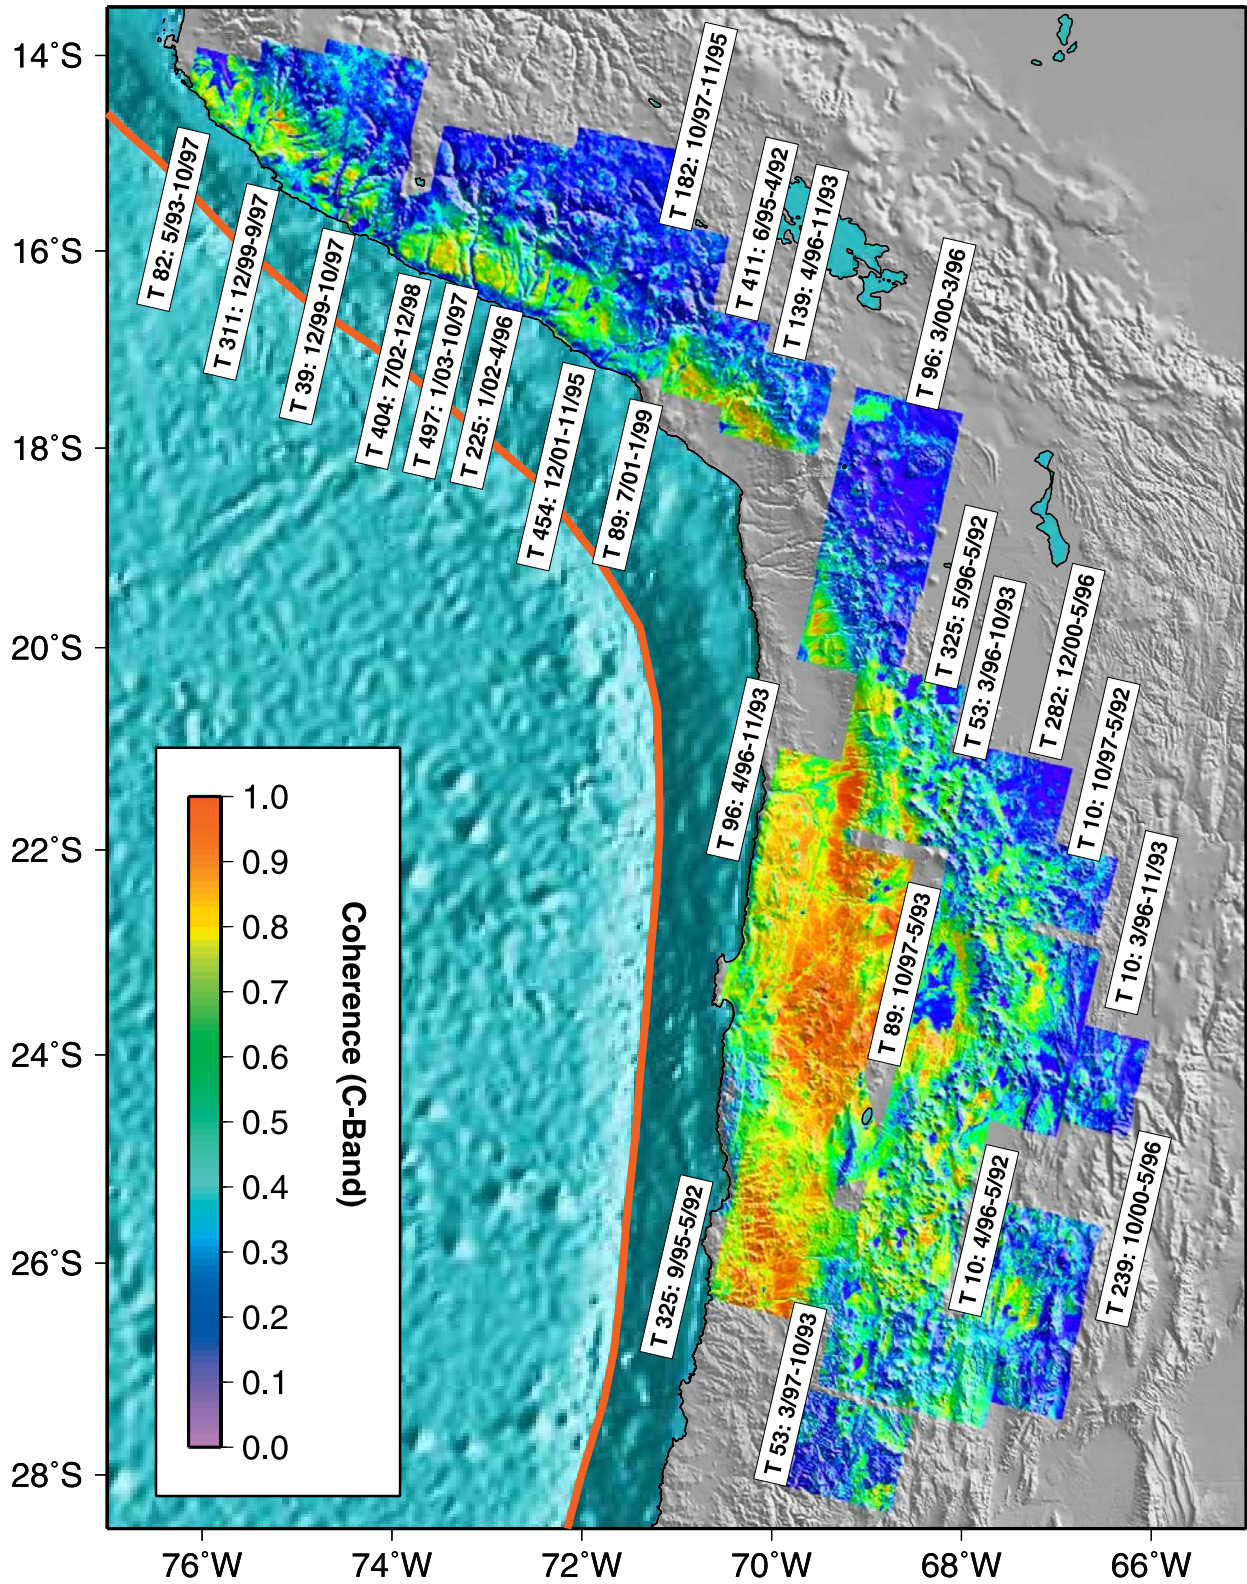 14°S
16°S
18°S
20°S
22°S
24°S
26°S
28°S
76°W
74°W
72°W
70°W
68°W
66°W
T 82: 5/93-10/97
T 311: 12/99-9/97
T 39: 12/99-10/97
T 404: 7/02-12/98
T 497: 1/03-10/97
T 225: 1/02-4/96
T 454: 12/01-11/95
T 89: 7/01-1/99
T 182: 10/97-11/95
T 411: 6/95-4/92
T 139: 4/96-11/93
T 96: 3/00-3/96
T 325: 5/96-5/92
T 53: 3/96-10/93
T 282: 12/00-5/96
T 10: 10/97-5/92
T 10: 3/96-11/93
T 96: 4/96-11/93
T 89: 10/97-5/93
T 325: 9/95-5/92
T 10: 4/96-5/92
T 239: 10/00-5/96
T 53: 3/97-10/93
1.0
0.9
0.8
0.7
0.6
0.5
0.4
0.3
0.2
0.1
0.0
Coherence (C-Band)